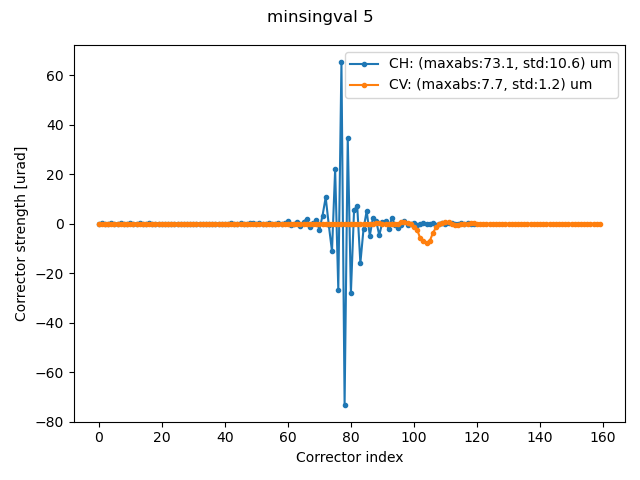 minsingval 5
CH: (maxabs:73.1, std:10.6) um
CV: (maxabs:7.7, std:1.2) um
Corrector strength [urad]
60
40
20
0
−20
−40
−60
−80
0 20 40 60 80 100 120 140 160
Corrector index